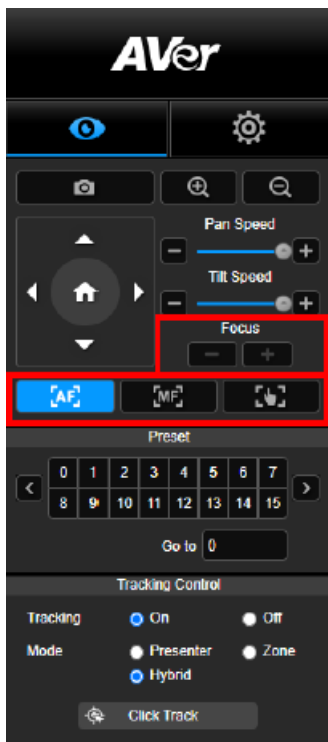 AVer
Pan Speed
Tilt Speed
Focus
[AF] [MF]
Preset
0 1 2 3 4 5 6 7
8 9 10 11 12 13 14 15
Go to 0
Tracking Control
Tracking On Off
Mode Presenter Zone
Hybrid
Click Track